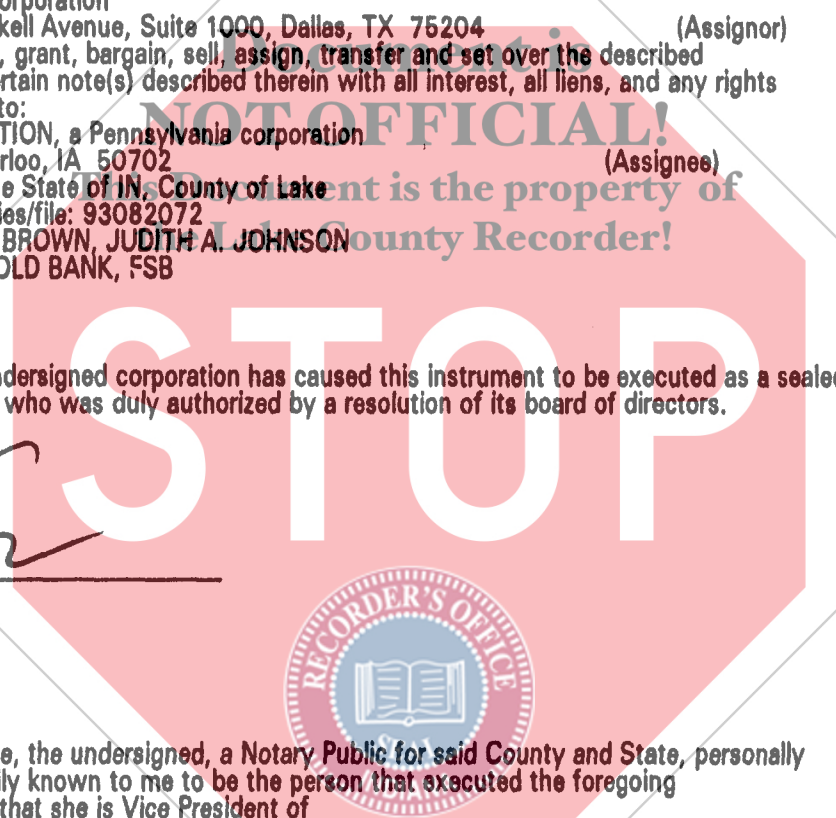 orporation
kell Avenue, Suite 1000, Dallas, TX 75204 (Assignor)
Document is
, grant, bargain, sell, assign, transfer and set over the described
rtain note(s) described therein with all interest, all liens, and any rights
to:
NOT OFFICIAL!
TION, a Pennsylvania corporation
rloo, IA 50702 (Assignee)
e State of IN, County of Lake
This Document is the property of
ies/file: 93082072
BROWN, JUDITH A. JOHNSON
the Lake County Recorder!
OLD BANK, FSB
STOP
ndersigned corporation has caused this instrument to be executed as a sealed
who was duly authorized by a resolution of its board of directors.
RECORDER'S OFFICE
SEAL
INDIANA
e, the undersigned, a Notary Public for said County and State, personally
lly known to me to be the person that executed the foregoing
that she is Vice President of